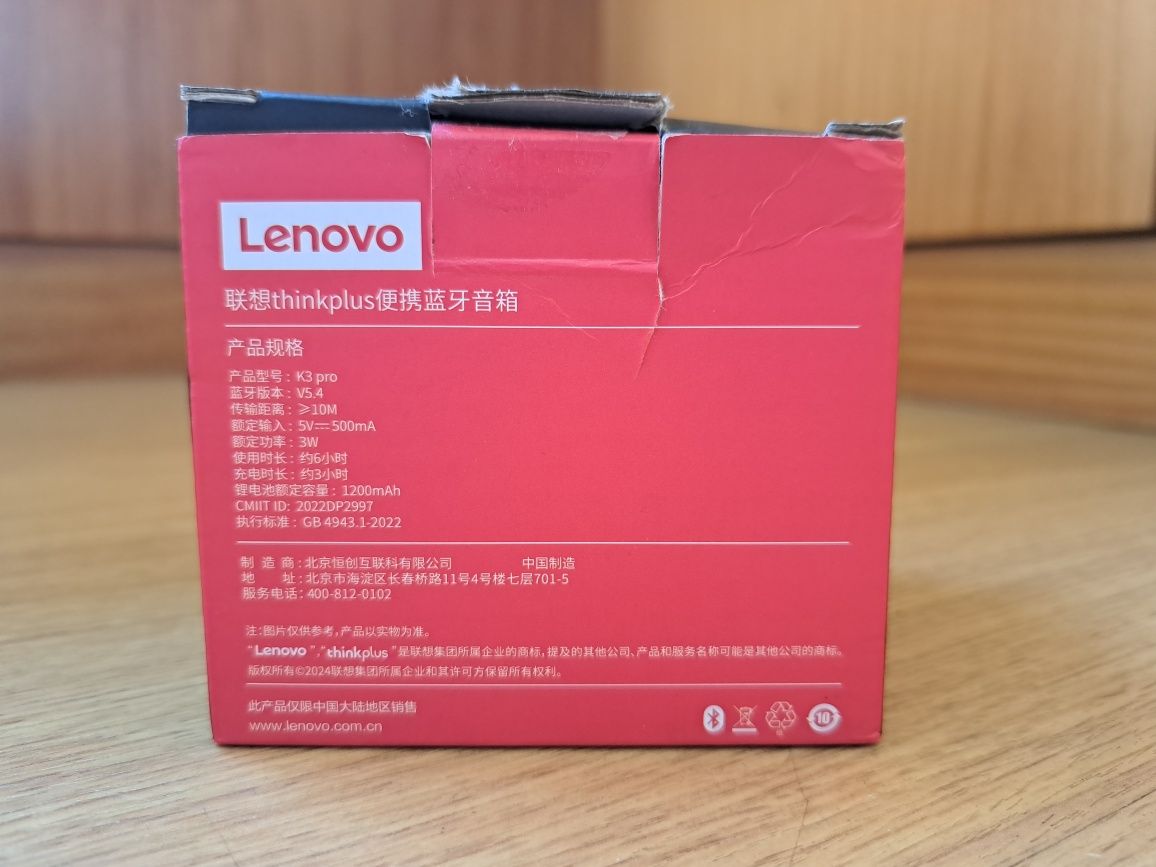 Lenovo
联想thinkplus便携蓝牙音箱
产品规格
产品型号：K3 pro
蓝牙版本：V5.4
传输距离：≥10M
额定输入：5V⎓500mA
额定功率：3W
使用时长：约6小时
充电时长：约3小时
锂电池额定容量：1200mAh
CMIIT ID: 2022DP2997
执行标准：GB 4943.1-2022
制 造 商：北京恒创互联科有限公司 中国制造
地 址：北京市海淀区长春桥路11号4号楼七层701-5
服务电话：400-812-0102
注：图片仅供参考，产品以实物为准。
“Lenovo”，“thinkplus”是联想集团所属企业的商标，提及的其他公司、产品和服务名称可能是其他公司的商标。
版权所有©2024联想集团所属企业和其许可方保留所有权利。
此产品仅限中国大陆地区销售
www.lenovo.com.cn
10